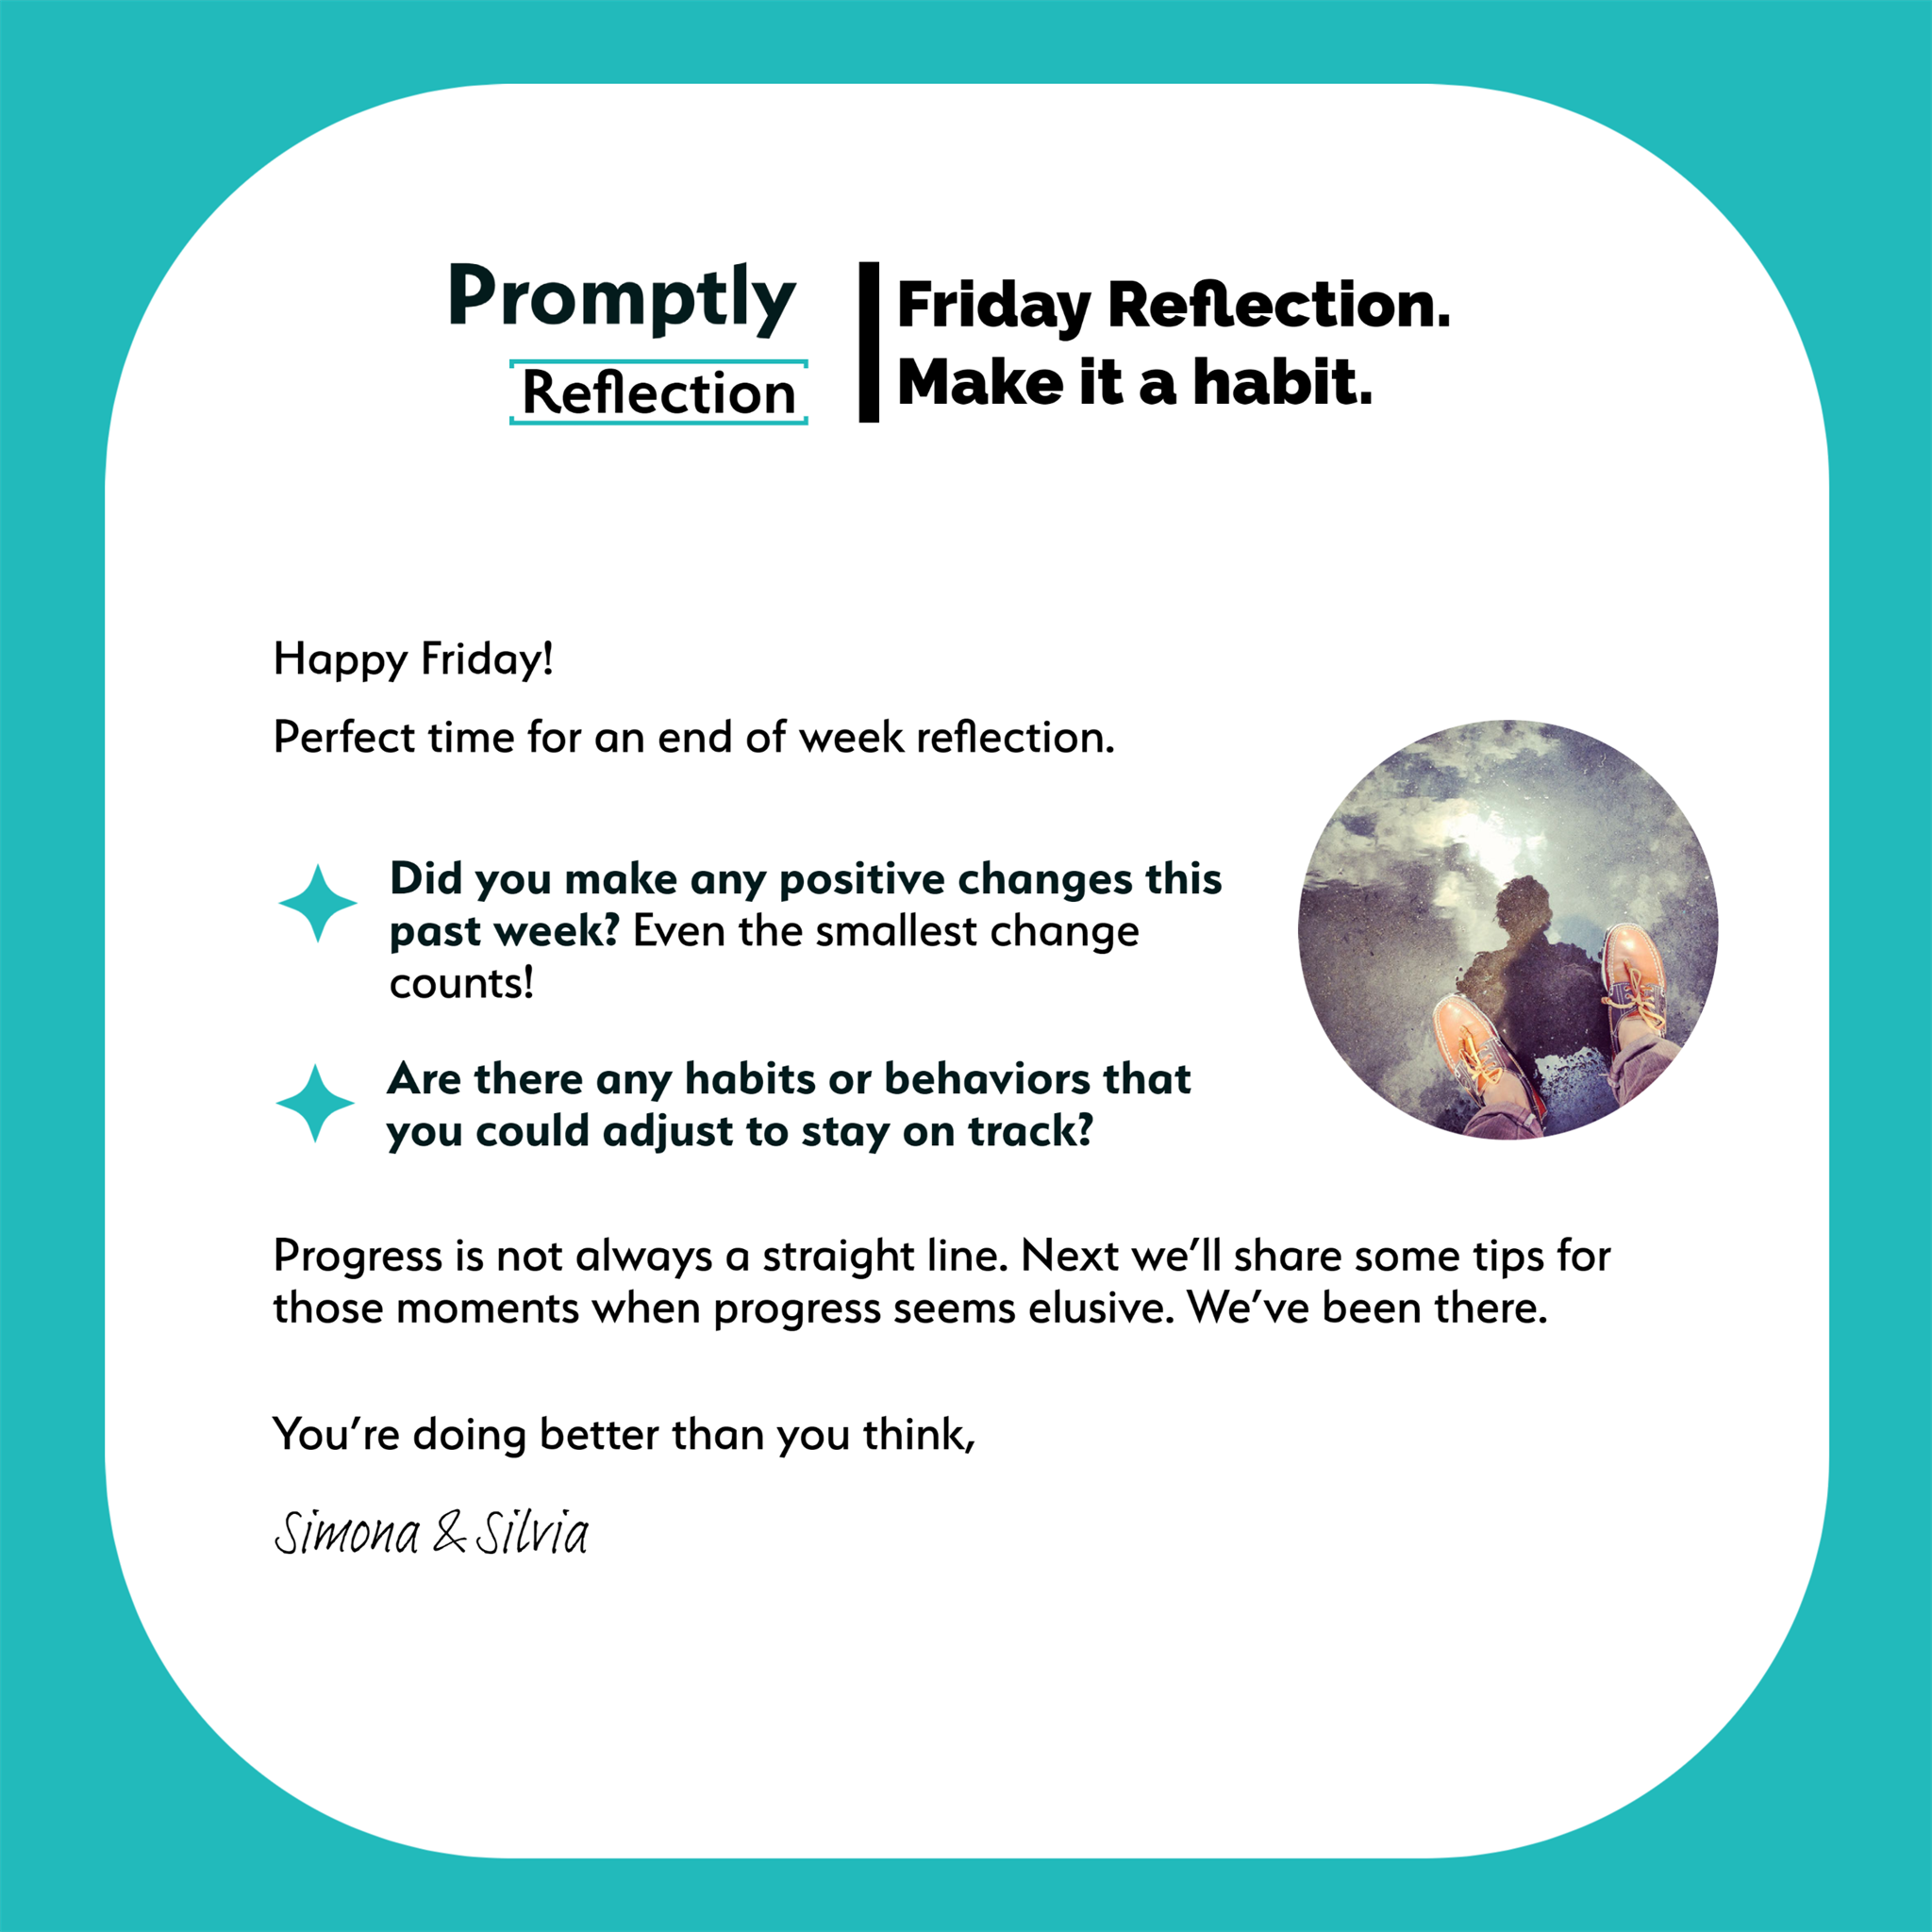 Promptly
Reflection
Friday Reflection.
Make it a habit.
Happy Friday!
Perfect time for an end of week reflection.
Did you make any positive changes this
past week? Even the smallest change
counts!
Are there any habits or behaviors that
you could adjust to stay on track?
Progress is not always a straight line. Next we’ll share some tips for
those moments when progress seems elusive. We’ve been there.
You’re doing better than you think,
Simona & Silvia